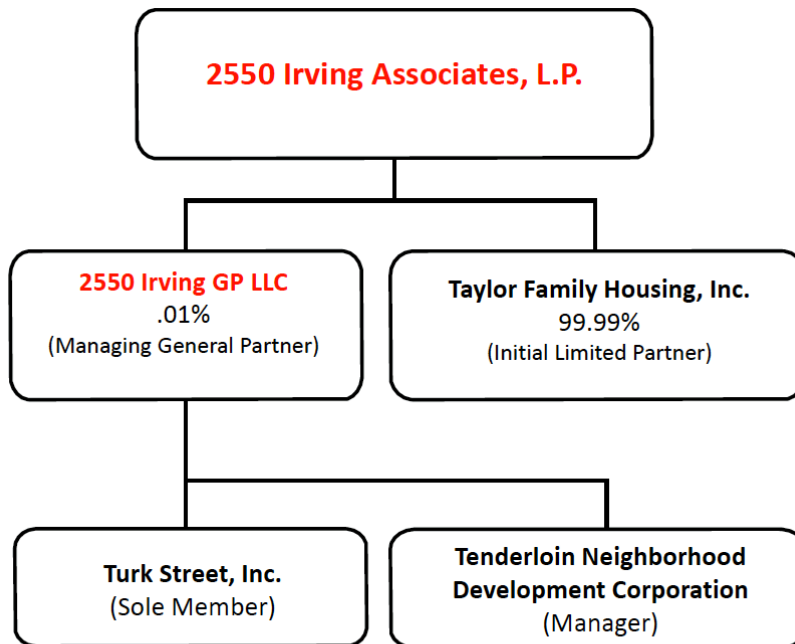 2550 Irving Associates, L.P.
2550 Irving GP LLC
.01%
(Managing General Partner)
Taylor Family Housing, Inc.
99.99%
(Initial Limited Partner)
Turk Street, Inc.
(Sole Member)
Tenderloin Neighborhood
Development Corporation
(Manager)